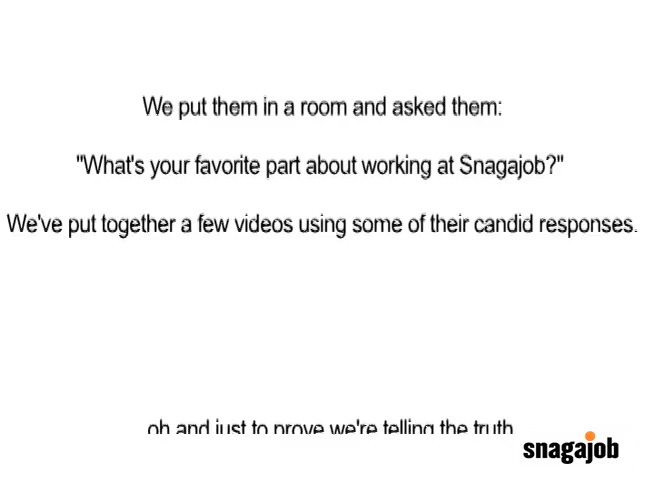 We put them in a room and asked them:
"What's your favorite part about working at Snagajob?"
We've put together a few videos using some of their candid responses.
oh and just to prove we're telling the truth
snagajob